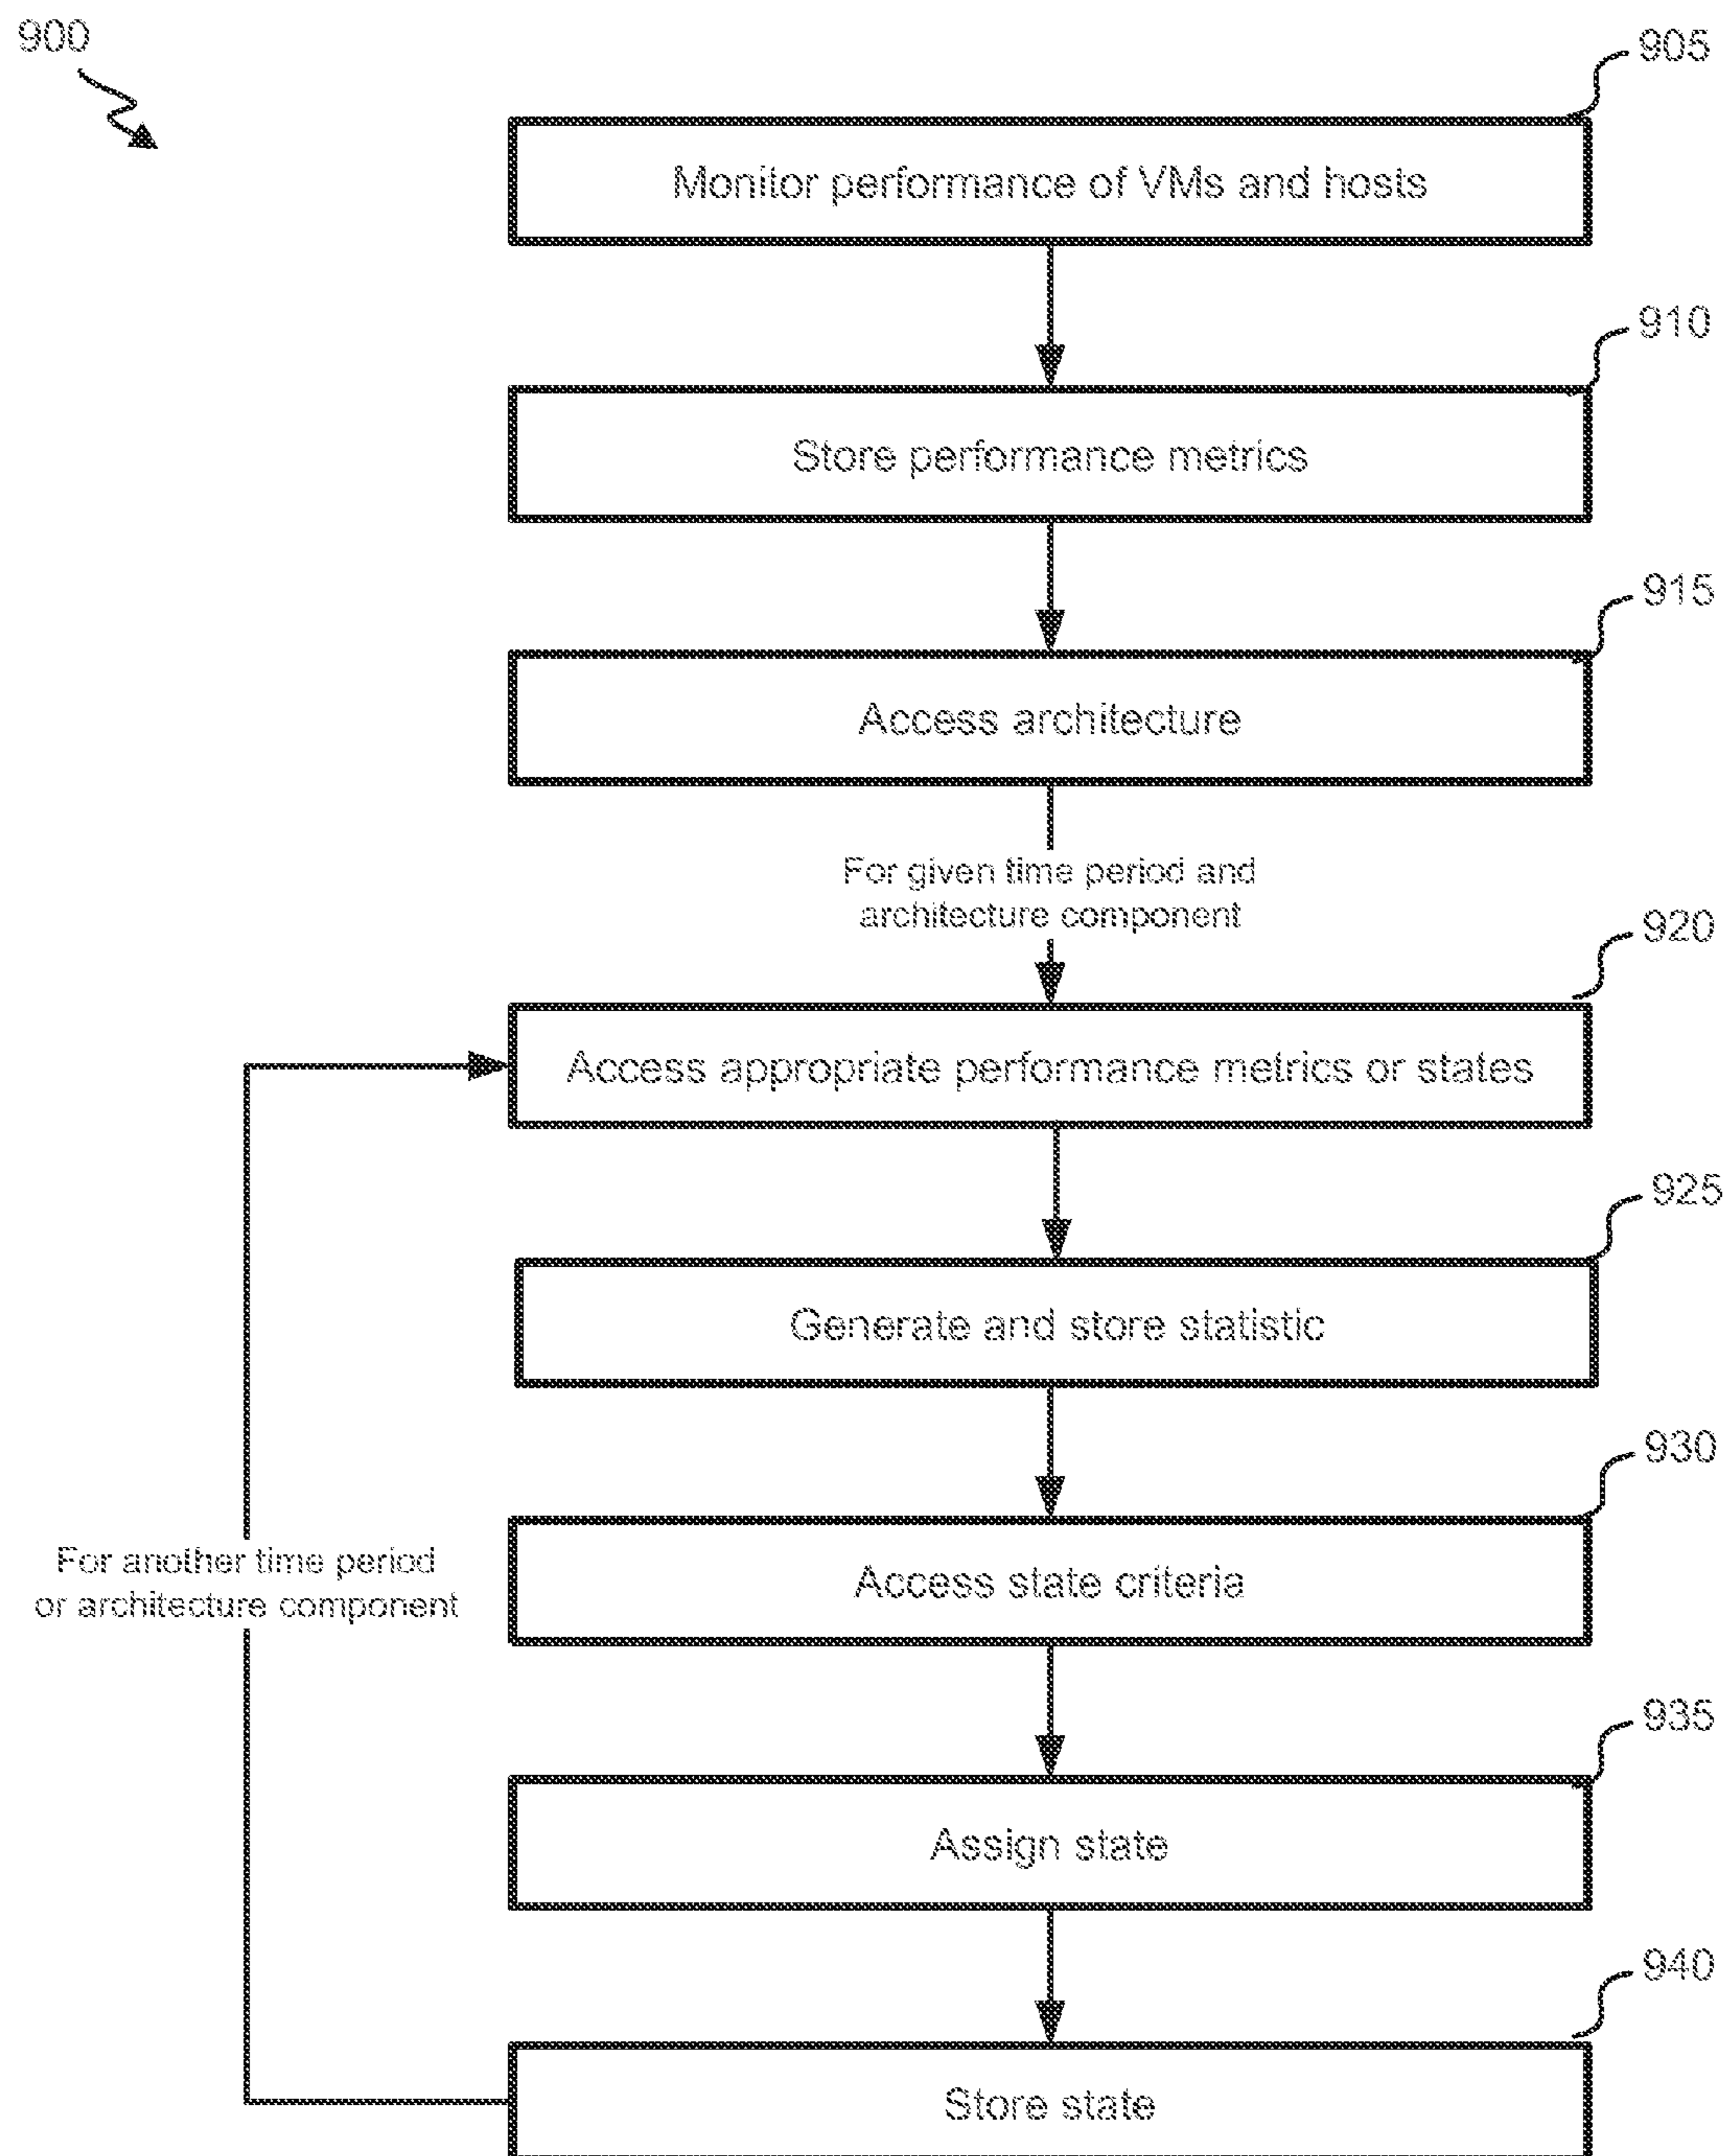 900
905
Monitor performance of VMs and hosts
910
Store performance metrics
915
Access architecture
For given time period and
architecture component
920
Access appropriate performance metrics or states
925
Generate and store statistic
930
Access state criteria
For another time period
or architecture component
935
Assign state
940
Store state